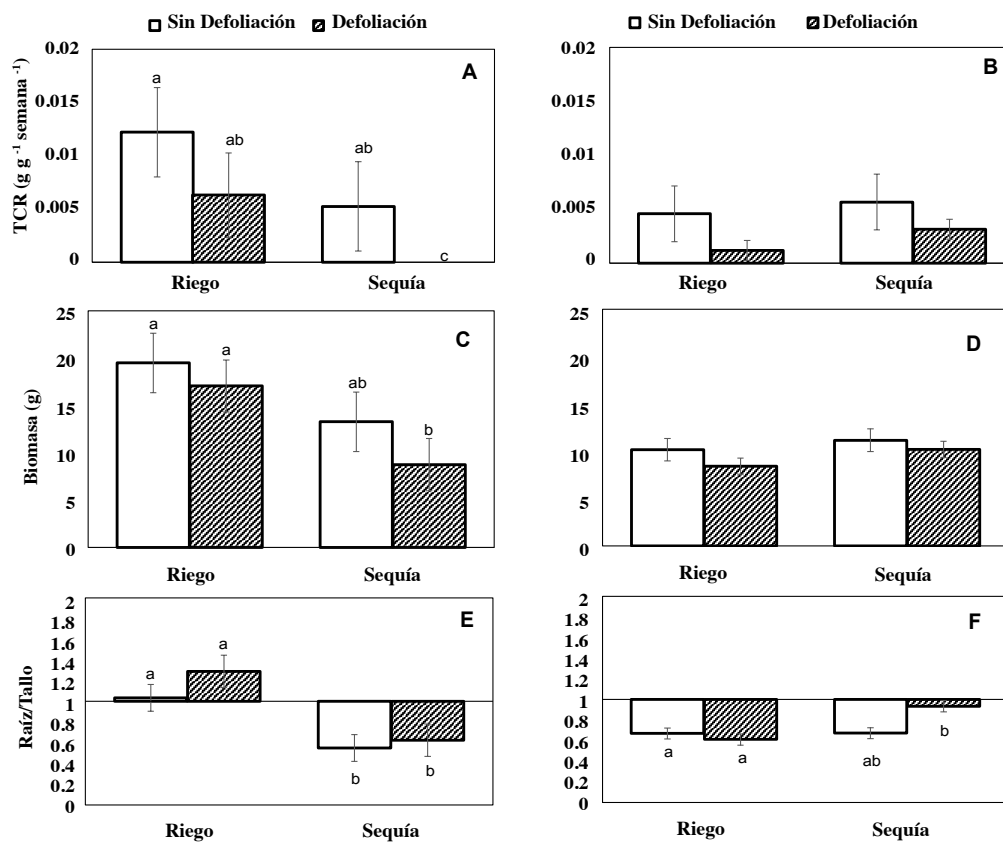 Sin Defoliación Defoliación
Sin Defoliación Defoliación
TCR (g g -1 semana -1)
0.02
0.015
0.01
0.005
0
A
a
ab
ab
c
Riego Sequía
0.02
0.015
0.01
0.005
0
B
Riego Sequía
Biomasa (g)
25
20
15
10
5
0
C
a
a
ab
b
Riego Sequía
25
20
15
10
5
0
D
Riego Sequía
Raíz/Tallo
2
1.8
1.6
1.4
1.2
1
0.8
0.6
0.4
0.2
0
E
a
a
b
b
Riego Sequía
2
1.8
1.6
1.4
1.2
1
0.8
0.6
0.4
0.2
0
F
a
a
ab
b
Riego Sequía